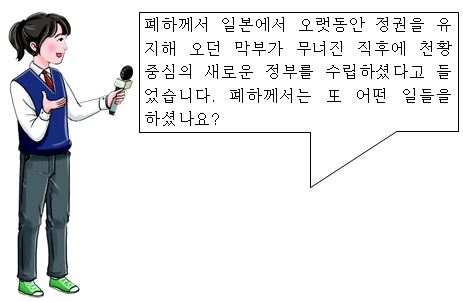 폐하께서 일본에서 오랫동안 정권을 유
지해 오던 막부가 무너진 직후에 천황
중심의 새로운 정부를 수립하셨다고 들
었습니다. 폐하께서는 또 어떤 일들을
하셨나요?